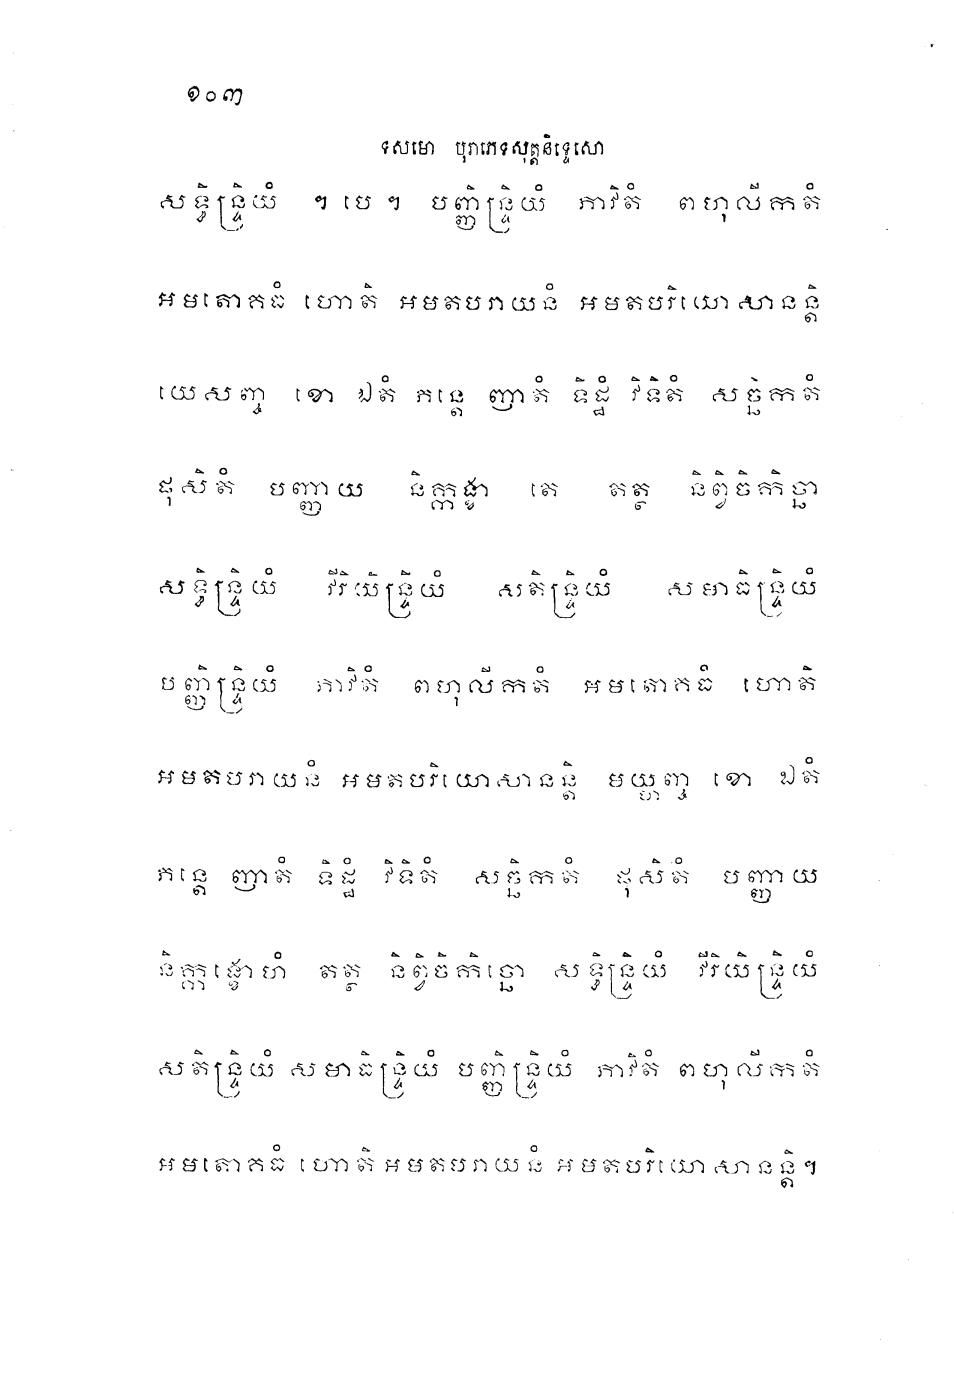 ១០៣
ទសមោ បុរាភេទសុត្តនិទ្ទេសោ
សទ្ធិន្ទ្រិយំ ។ បេ ។ បញ្ញិន្ទ្រិយំ ភាវិតំ ពហុលីកតំ
អមតោគធំ ហោតិ អមតបរាយនំ អមតបរិយោសានន្តិ
យេសញ្ច ខោ ឯតំ ភន្តេ ញាតំ ទិដ្ឋំ វិទិតំ សច្ឆិកតំ
ផុសិតំ បញ្ញាយ និក្កង្ខា តេ តត្ថ និព្វិចិកិច្ឆា
សទ្ធិន្ទ្រិយំ វីរិយិន្ទ្រិយំ សតិន្ទ្រិយំ សមាធិន្ទ្រិយំ
បញ្ញិន្ទ្រិយំ ភាវិតំ ពហុលីកតំ អមតោគធំ ហោតិ
អមតបរាយនំ អមតបរិយោសានន្តិ មយ្ហញ្ច ខោ ឯតំ
ភន្តេ ញាតំ ទិដ្ឋំ វិទិតំ សច្ឆិកតំ ផុសិតំ បញ្ញាយ
និក្កង្ខោហំ តត្ថ និព្វិចិកិច្ឆោ សទ្ធិន្ទ្រិយំ វីរិយិន្ទ្រិយំ
សតិន្ទ្រិយំ សមាធិន្ទ្រិយំ បញ្ញិន្ទ្រិយំ ភាវិតំ ពហុលីកតំ
អមតោគធំ ហោតិ អមតបរាយនំ អមតបរិយោសានន្តិ។